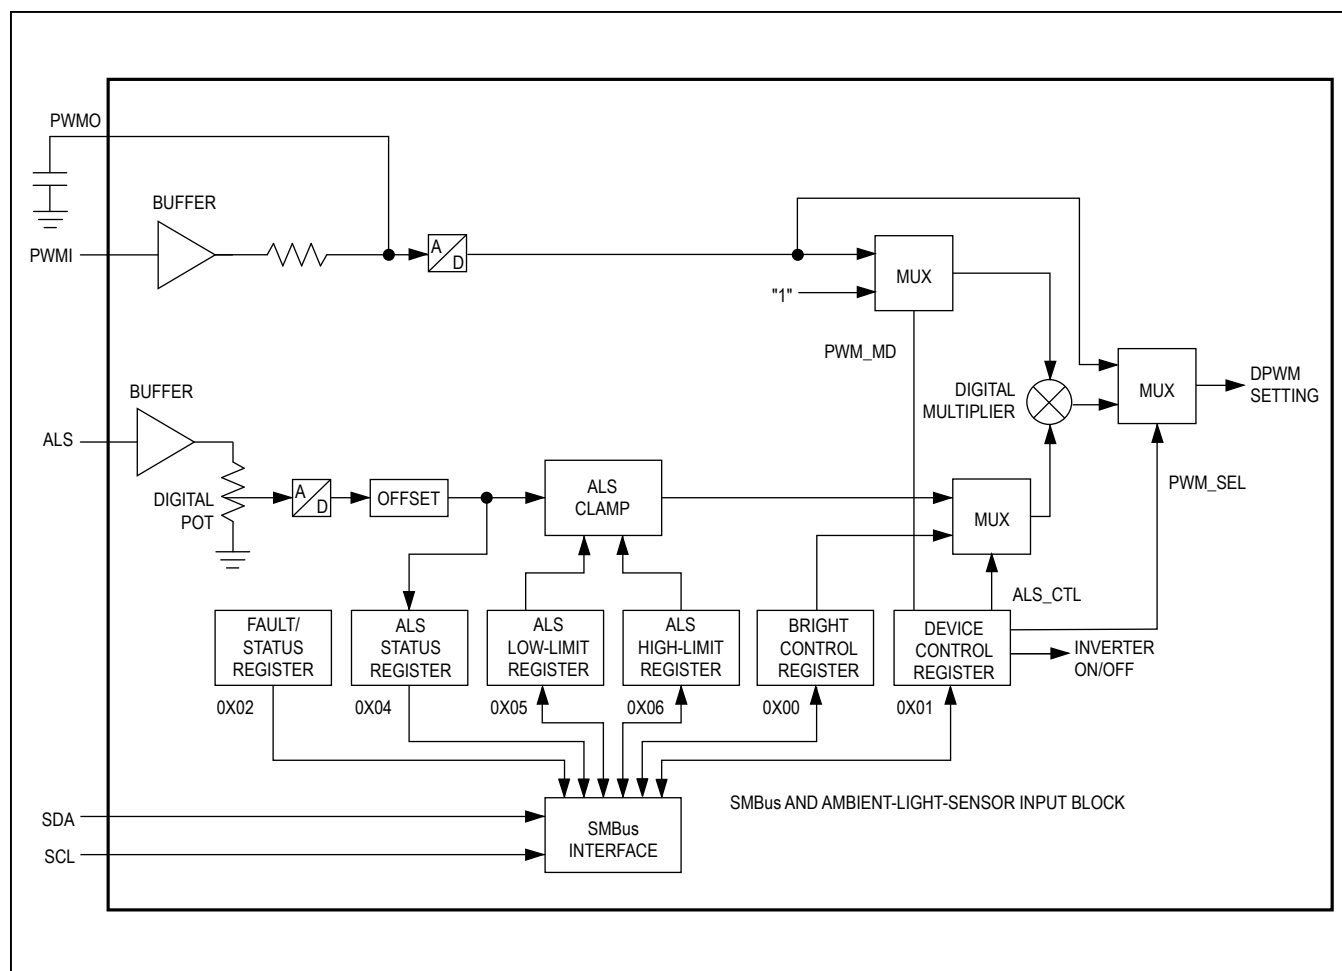 PWMO
BUFFER
PWMI
A
D
MUX
"1"
PWM_MD
DIGITAL
MULTIPLIER
MUX
DPWM
SETTING
BUFFER
ALS
DIGITAL
POT
A
D
OFFSET
ALS
CLAMP
MUX
PWM_SEL
ALS_CTL
FAULT/
STATUS
REGISTER
ALS
STATUS
REGISTER
ALS
LOW-LIMIT
REGISTER
ALS
HIGH-LIMIT
REGISTER
BRIGHT
CONTROL
REGISTER
DEVICE
CONTROL
REGISTER
INVERTER
ON/OFF
0X02
0X04
0X05
0X06
0X00
0X01
SMBus AND AMBIENT-LIGHT-SENSOR INPUT BLOCK
SDA
SCL
SMBus
INTERFACE